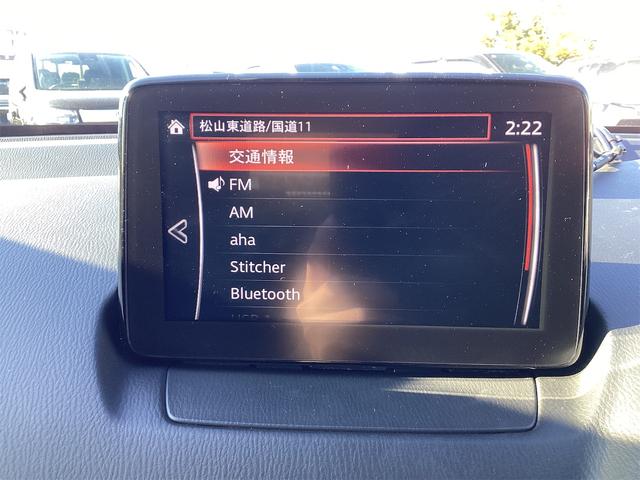 松山東道路/国道11
2:22
交通情報
FM
AM
aha
Stitcher
Bluetooth